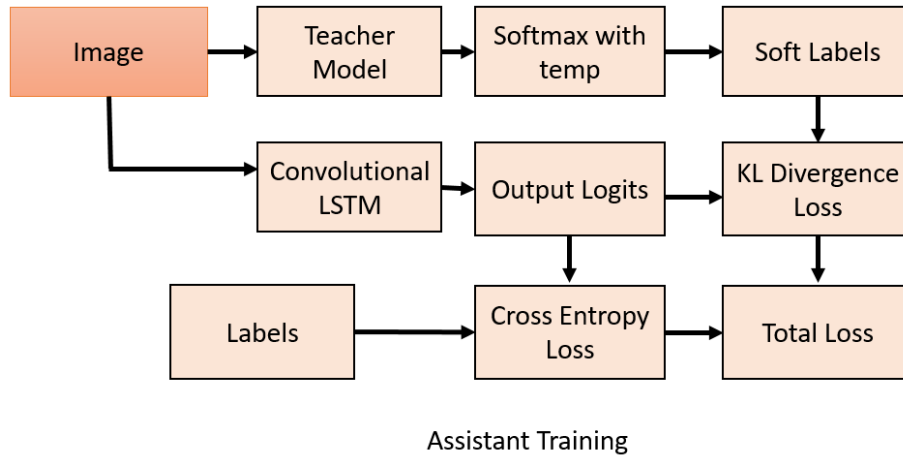 Image
Teacher
Model
Softmax with
temp
Soft Labels
Convolutional
LSTM
Output Logits
KL Divergence
Loss
Labels
Cross Entropy
Loss
Total Loss
Assistant Training